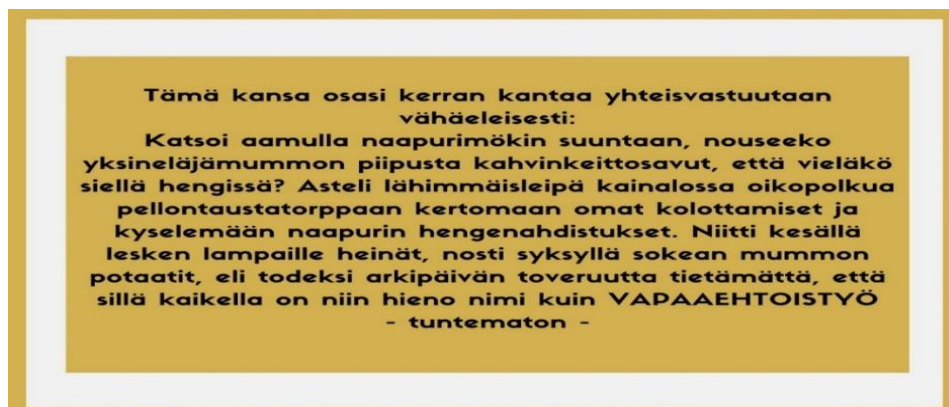 Tämä kansa osasi kerran kantaa yhteisvastuutaan
vähäeleisesti:
Katsoi aamulla naapurimökin suuntaan, nouseeko
yksineläjämummon piipusta kahvinkeittosavut, että vieläkö
siellä hengissä? Asteli lähimmäisleipä kainalossa oikopolkua
pellontaustatorppaan kertomaan omat kolottamiset ja
kyselemään naapurin hengenahdistukset. Niitti kesällä
lesken lampaille heinät, nosti syksyllä sokean mummon
potaatit, eli todeksi arkipäivän toveruutta tietämättä, että
sillä kaikella on niin hieno nimi kuin VAPAAEHTOISTYÖ
- tuntematon -